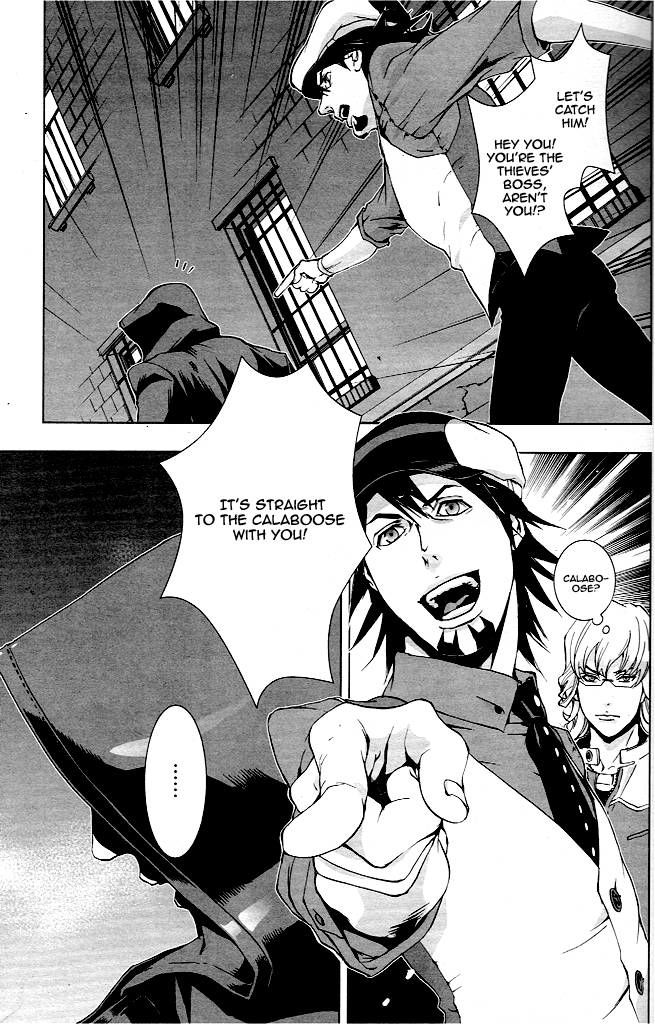 LET'S
CATCH
HIM!
HEY YOU!
YOU'RE THE
THIEVES'
BOSS,
AREN'T
YOU!?
IT'S STRAIGHT
TO THE CALABOOSE
WITH YOU!
CALABO-
OSE?
........